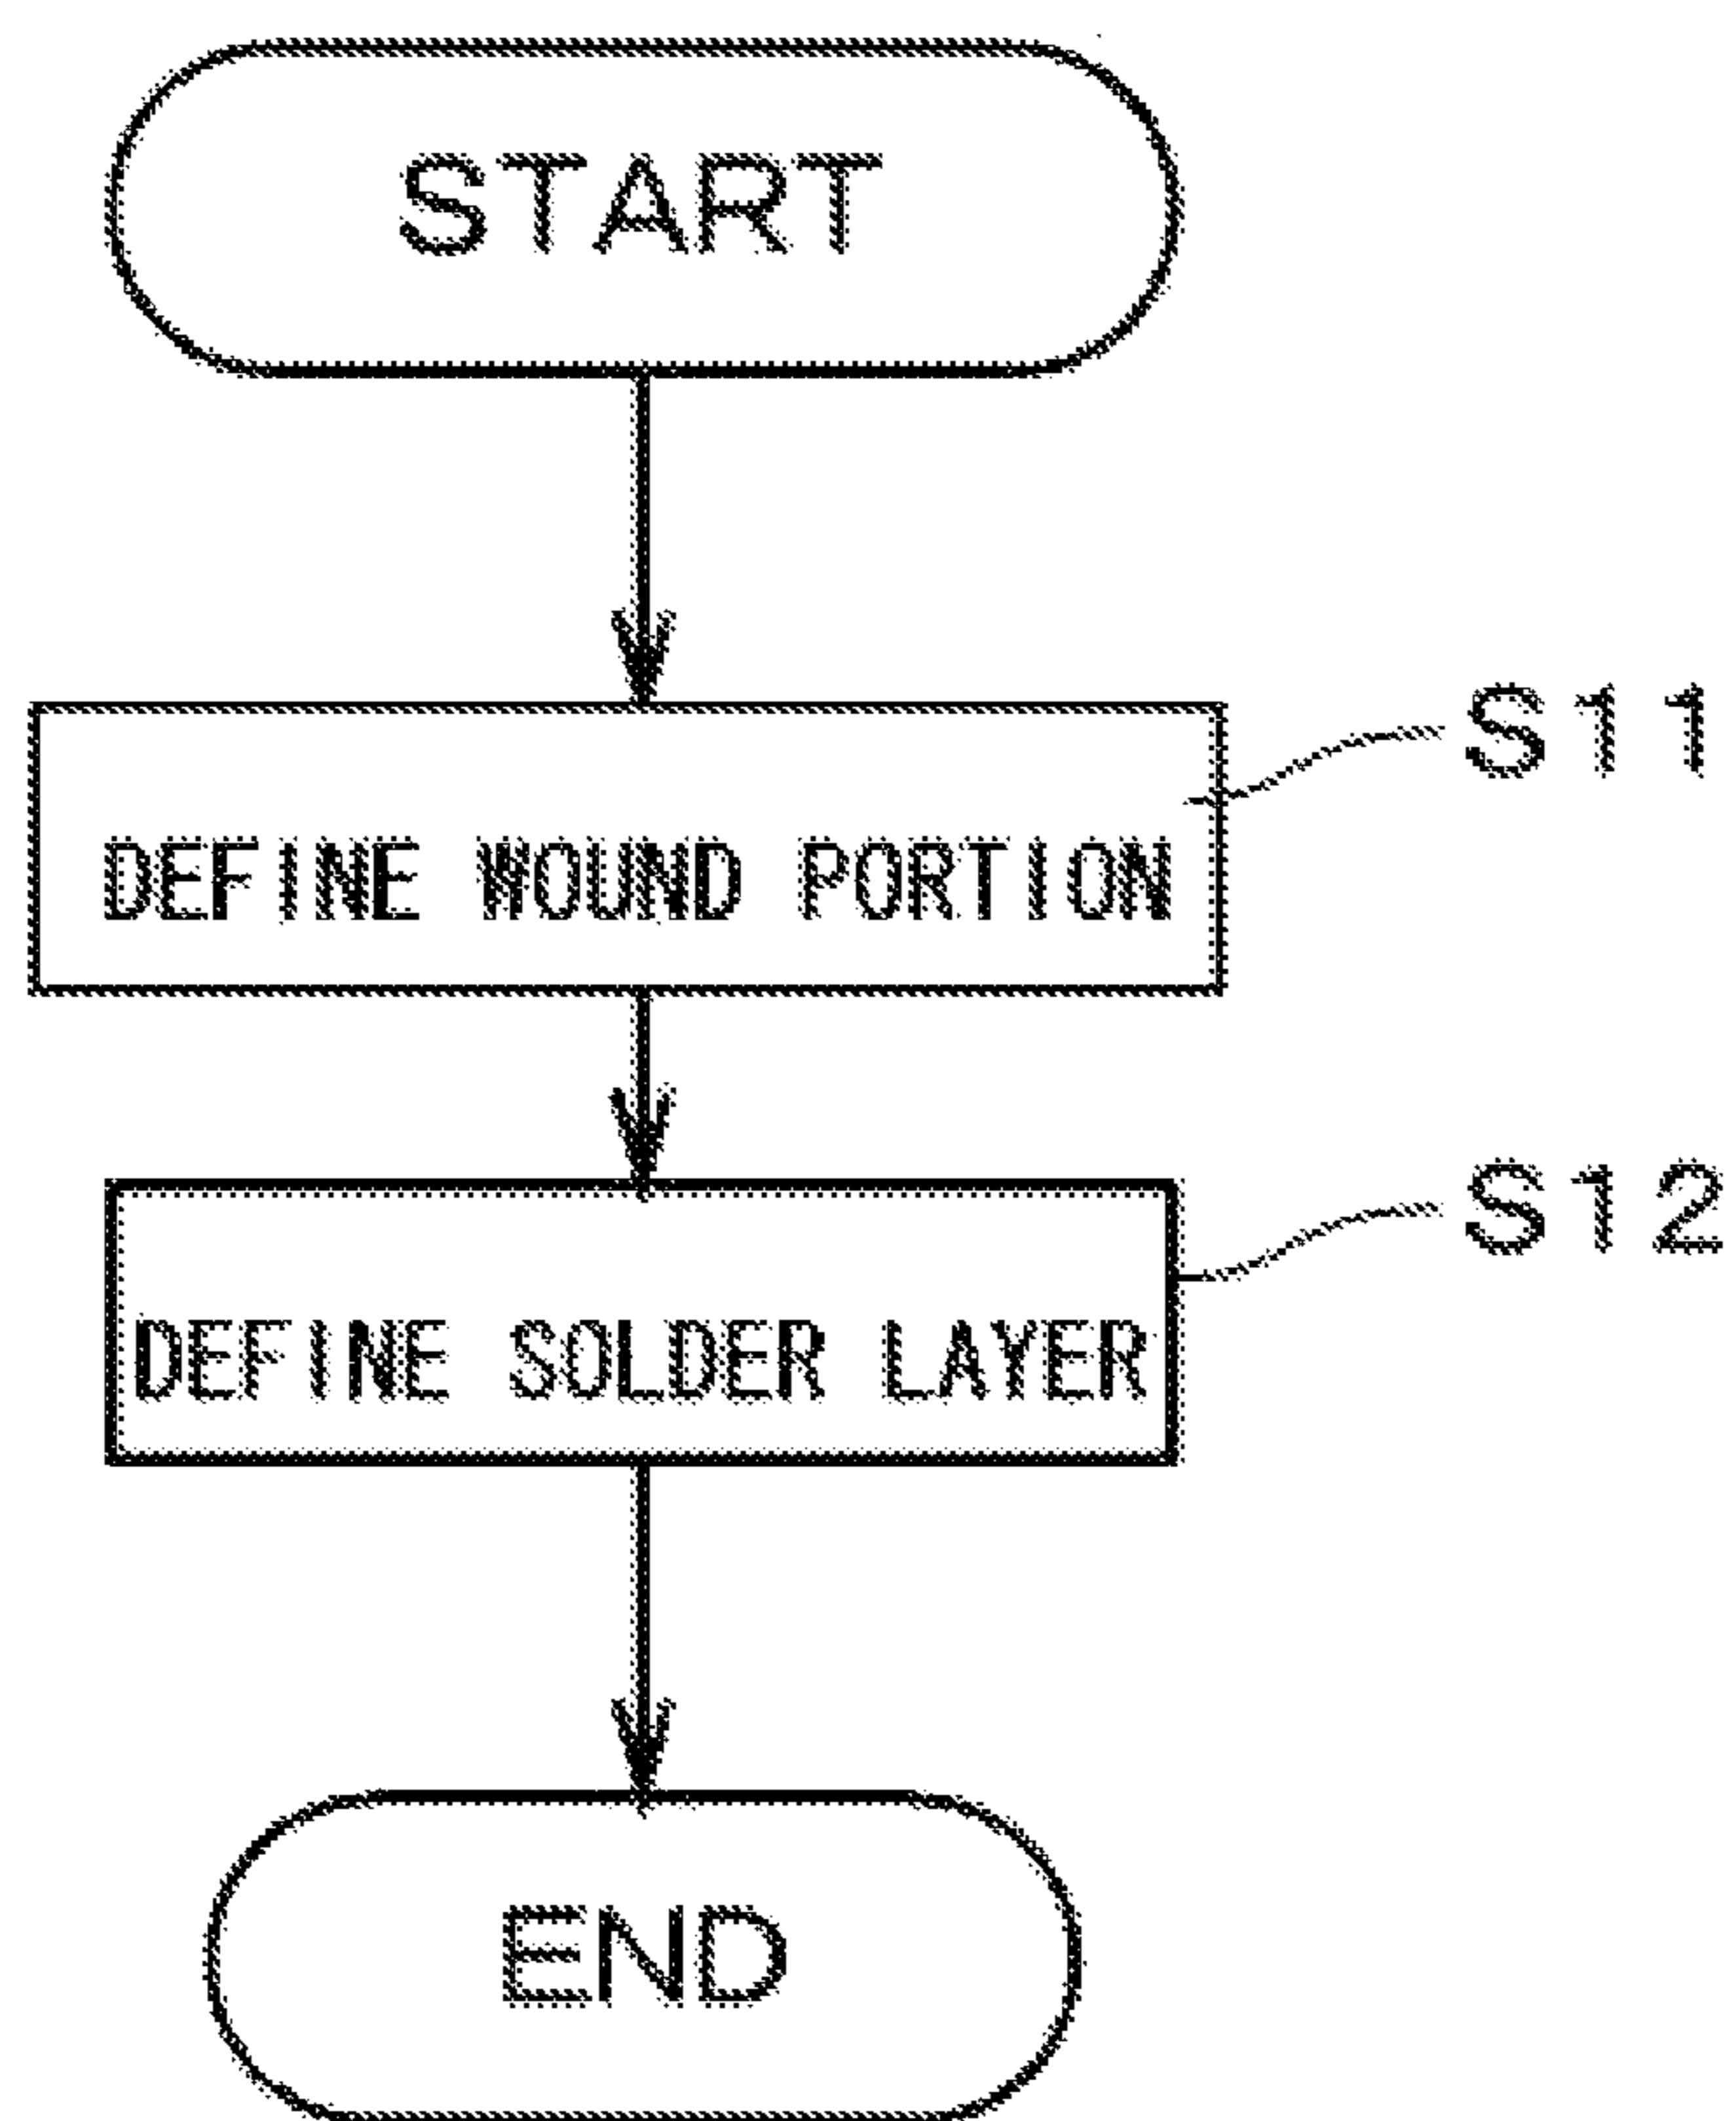 START
S11
DEFINE WOUND PORTION
S12
DEFINE SOLDER LAYER
END